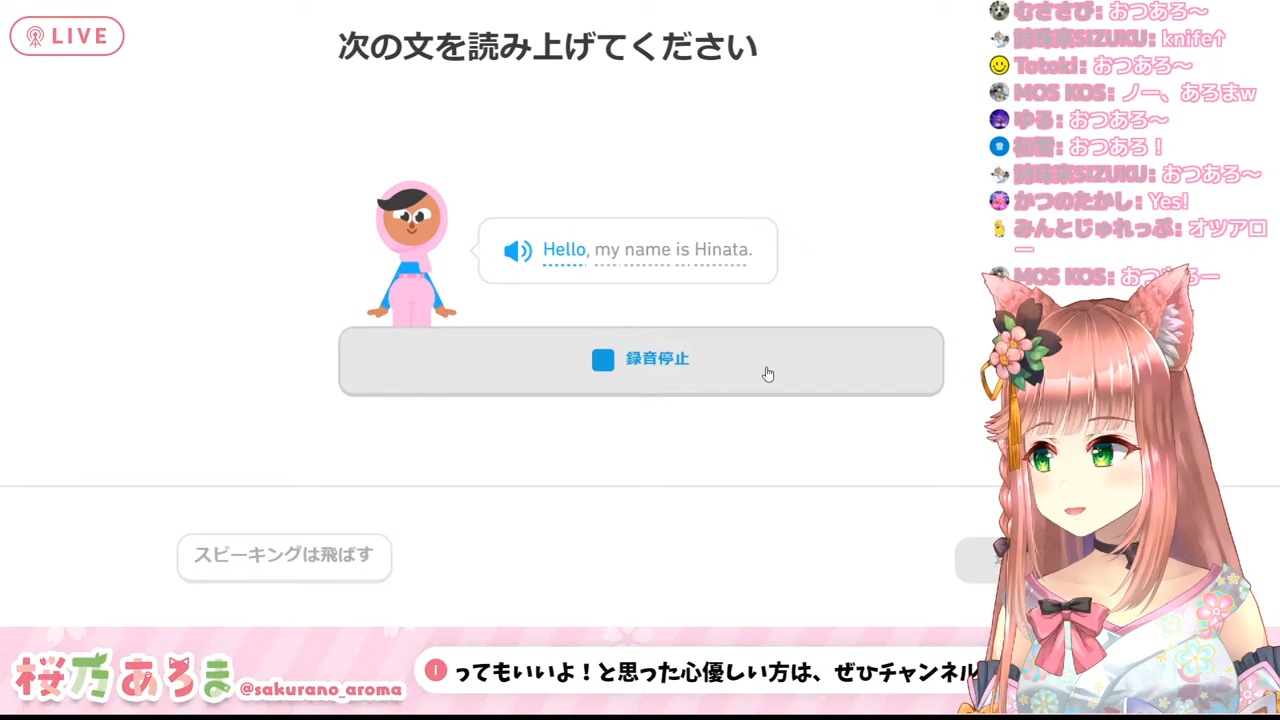 LIVE
次の文を読み上げてください
Hello, my name is Hinata.
録音停止
スピーキングは飛ばす
むささび: おつあろ～
SIZUKU: knife↑
Totoki: おつあろ～
MOS KOS: ノー、あろまw
ゆる: おつあろ～
初雪: おつあろ！
SIZUKU: おつあろ～
かつのたかし: Yes!
みんとじゅれっぷ: オツアロ
ー
MOS KOS: おつ
桜乃あろま @sakurano_aroma
ってもいいよ！と思った心優しい方は、ぜひチャンネル